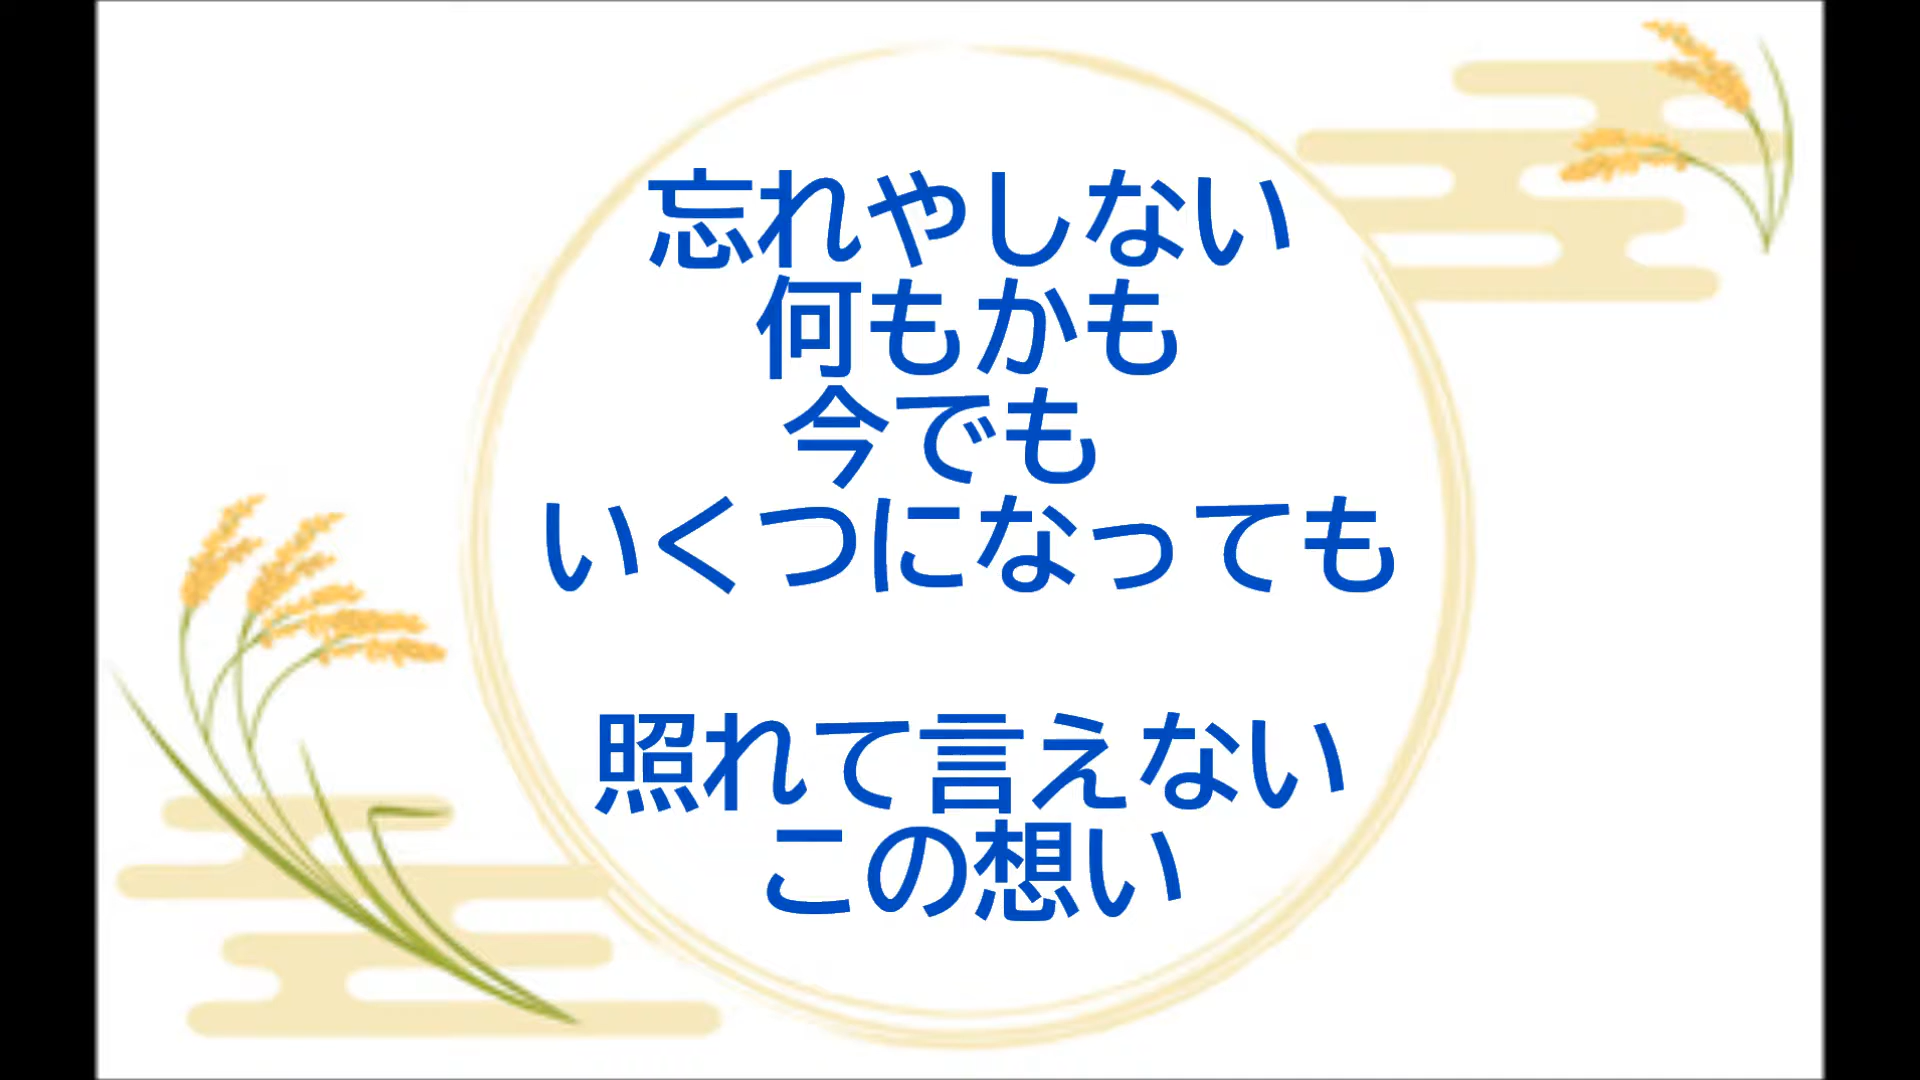 忘れやしない
何もかも
今でも
いくつになっても
照れて言えない
この想い